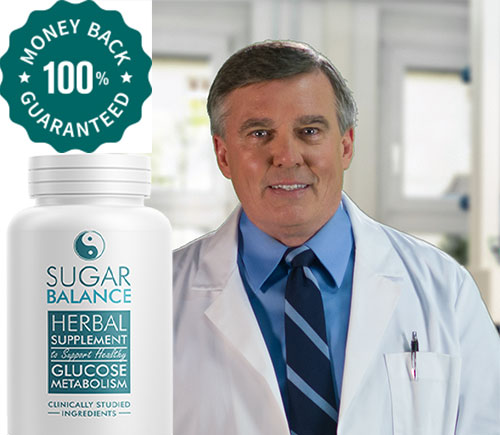 MONEY BACK
100%
GUARANTEED
SUGAR
BALANCE
HERBAL
SUPPLEMENT
to Support Healthy
GLUCOSE
METABOLISM
CLINICALLY STUDIED
INGREDIENTS